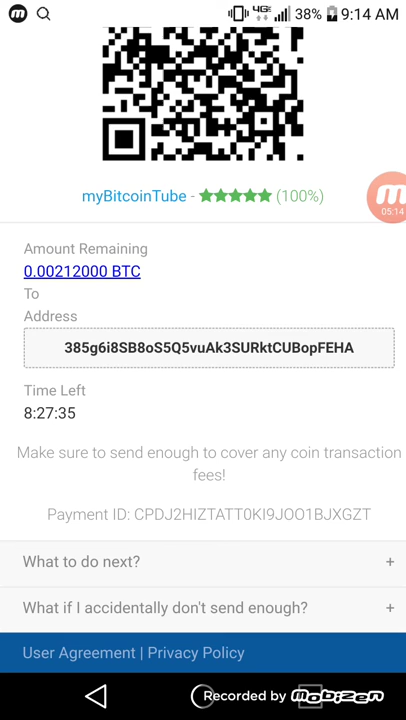 38% 9:14 AM
myBitcoinTube - ★★★★★ (100%)
05:14
Amount Remaining
0.00212000 BTC
To
Address
385g6i8SB8oS5Q5vuAk3SURktCUBopFEHA
Time Left
8:27:35
Make sure to send enough to cover any coin transaction
fees!
Payment ID: CPDJ2HIZTATT0KI9JOO1BJXGZT
What to do next? +
What if I accidentally don't send enough? +
User Agreement | Privacy Policy
Recorded by mobizen